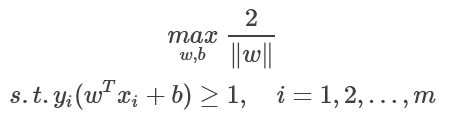 max_{w,b} 2/‖w‖
s.t. y_i(w^T x_i + b) ≥ 1, i = 1, 2, ..., m